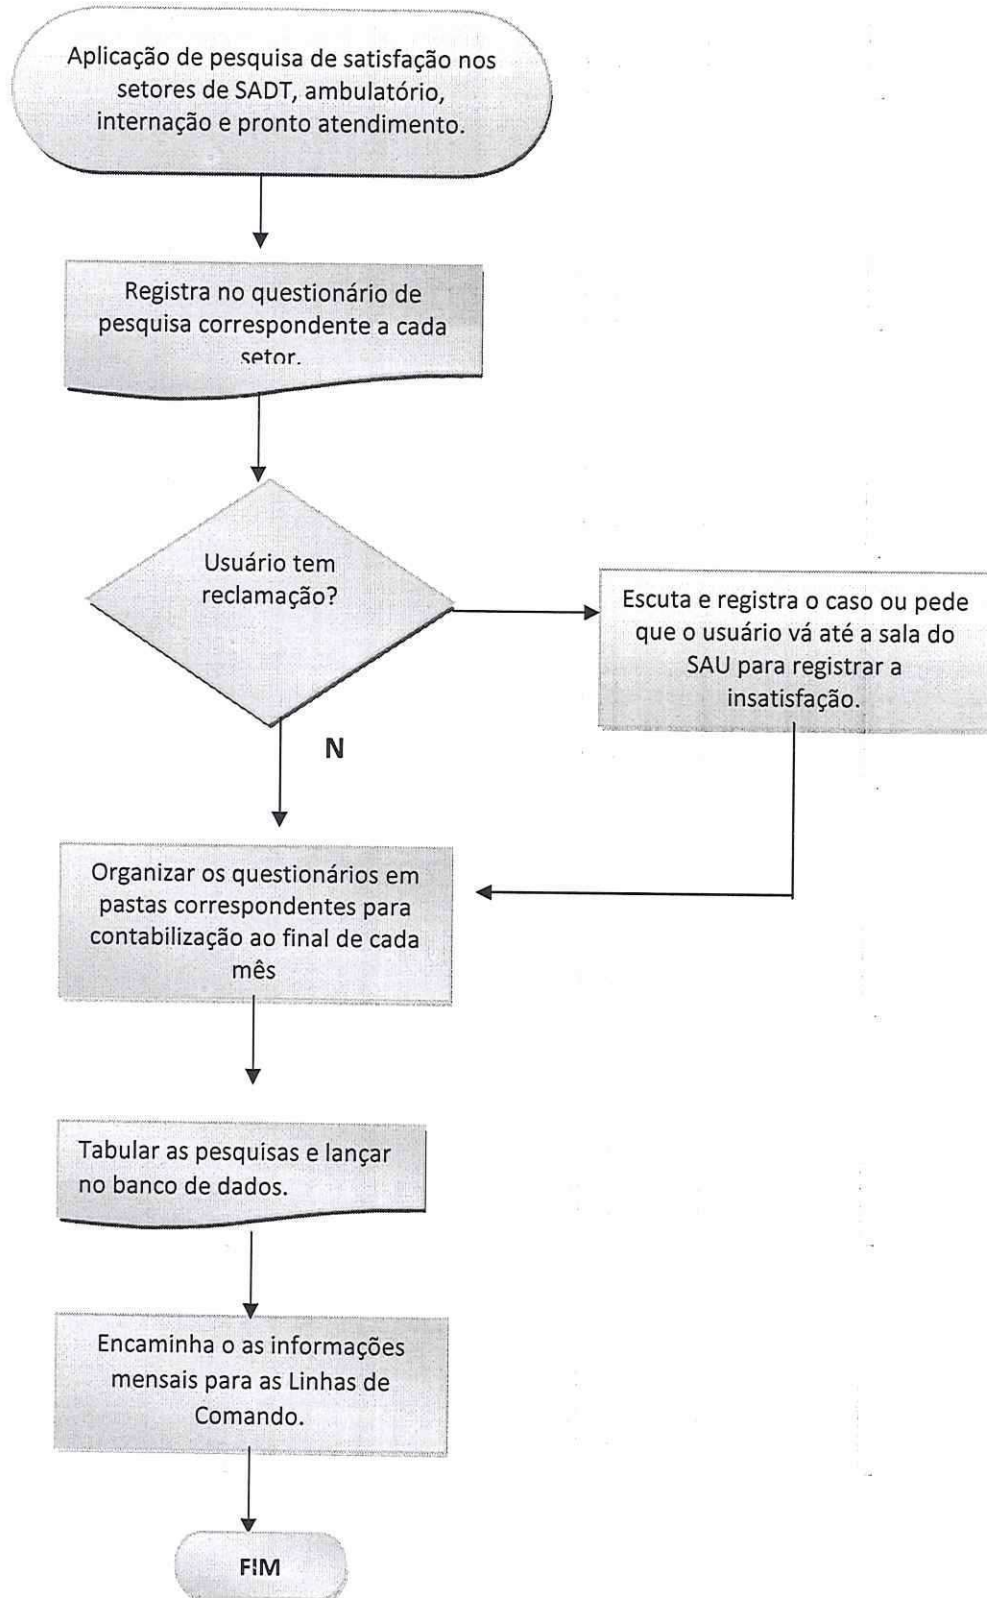 Aplicação de pesquisa de satisfação nos
setores de SADT, ambulatório,
internação e pronto atendimento.
Registra no questionário de
pesquisa correspondente a cada
setor.
Usuário tem
reclamação?
Escuta e registra o caso ou pede
que o usuário vá até a sala do
SAU para registrar a
insatisfação.
N
Organizar os questionários em
pastas correspondentes para
contabilização ao final de cada
mês
Tabular as pesquisas e lançar
no banco de dados.
Encaminha o as informações
mensais para as Linhas de
Comando.
FIM